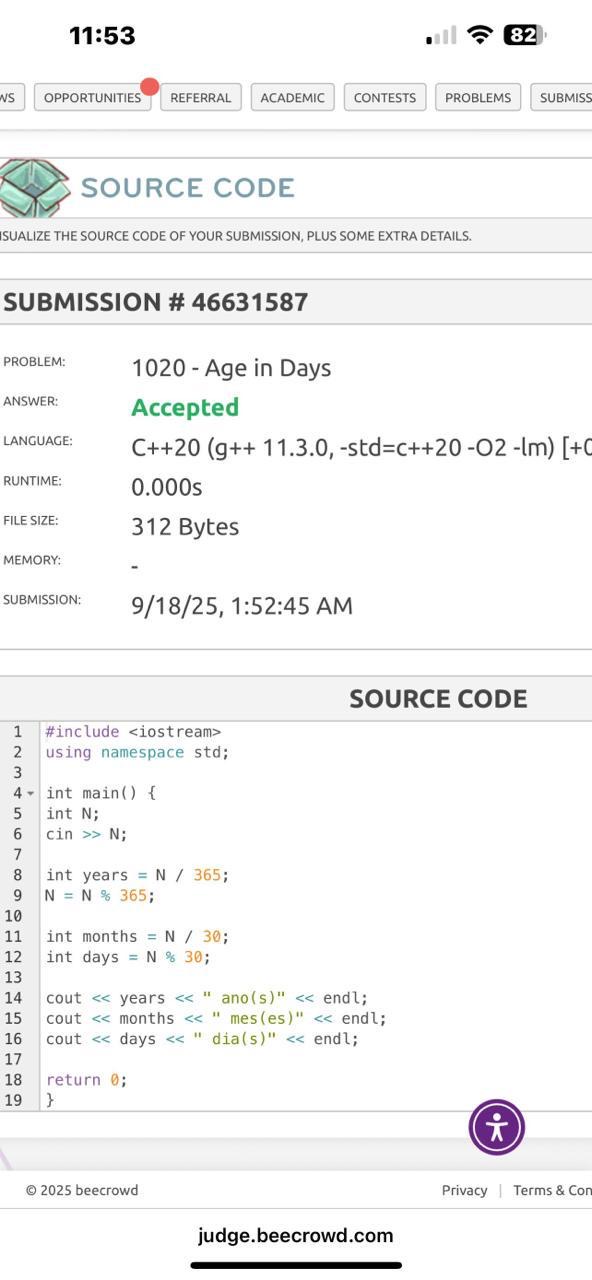 11:53
82
WS OPPORTUNITIES REFERRAL ACADEMIC CONTESTS PROBLEMS SUBMISS
SOURCE CODE
ISUALIZE THE SOURCE CODE OF YOUR SUBMISSION, PLUS SOME EXTRA DETAILS.
SUBMISSION # 46631587
PROBLEM: 1020 - Age in Days
ANSWER: Accepted
LANGUAGE: C++20 (g++ 11.3.0, -std=c++20 -O2 -lm) [+0
RUNTIME: 0.000s
FILE SIZE: 312 Bytes
MEMORY: -
SUBMISSION: 9/18/25, 1:52:45 AM
SOURCE CODE
1 #include <iostream>
2 using namespace std;
3
4 int main() {
5 int N;
6 cin >> N;
7
8 int years = N / 365;
9 N = N % 365;
10
11 int months = N / 30;
12 int days = N % 30;
13
14 cout << years << " ano(s)" << endl;
15 cout << months << " mes(es)" << endl;
16 cout << days << " dia(s)" << endl;
17
18 return 0;
19 }
© 2025 beecrowd Privacy | Terms & Con
judge.beecrowd.com